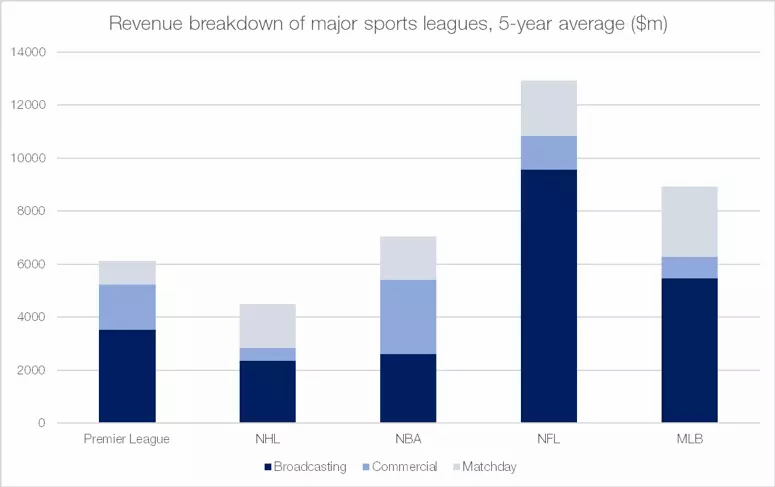 Revenue breakdown of major sports leagues, 5-year average ($m)
14000
12000
10000
8000
6000
4000
2000
0
Premier League NHL NBA NFL MLB
Broadcasting Commercial Matchday